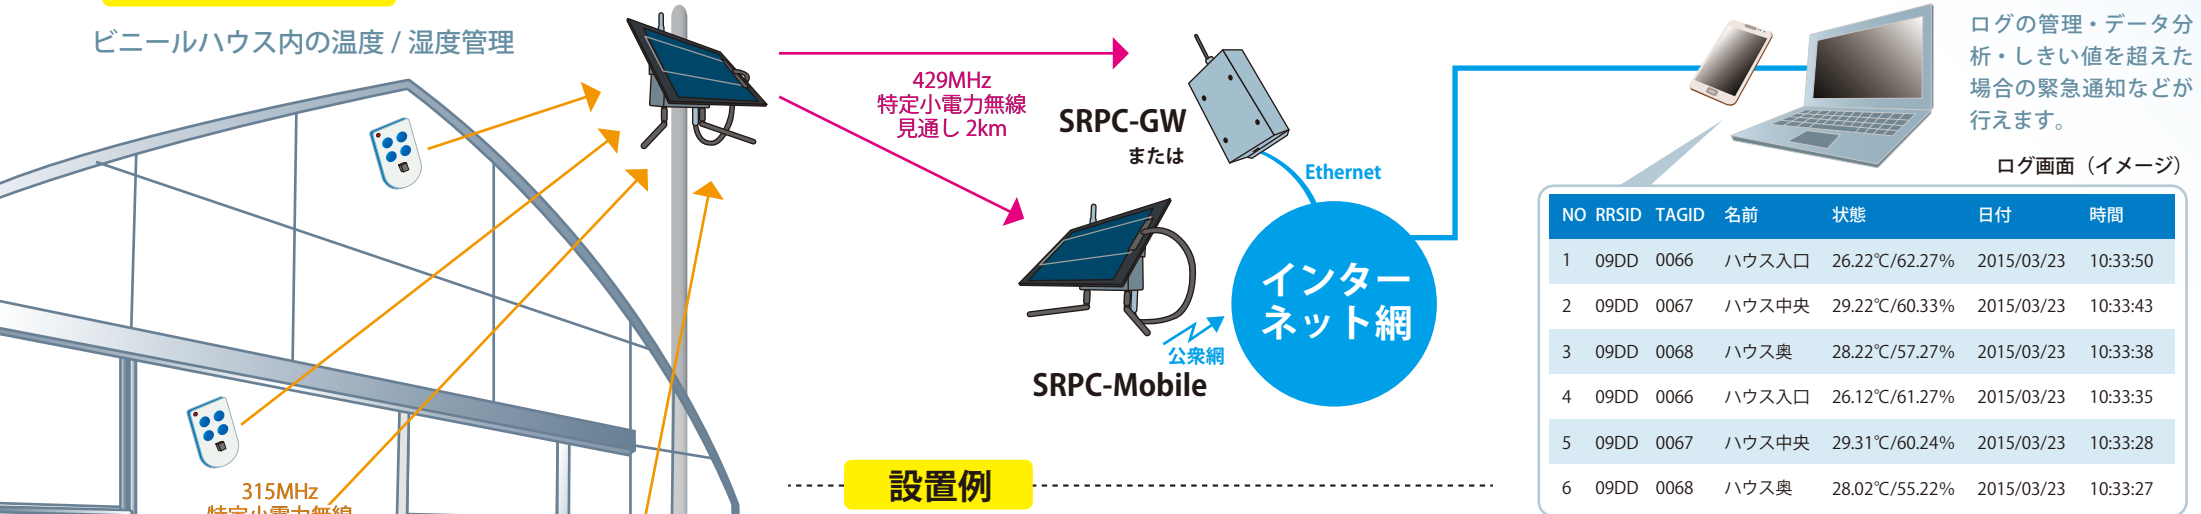 ビニールハウス内の温度 / 湿度管理
429MHz
特定小電力無線
見通し 2km
SRPC-GW
または
Ethernet
インター
ネット網
公衆網
SRPC-Mobile
315MHz
特定小電力無線
設置例
ログの管理・データ分
析・しきい値を超えた
場合の緊急通知などが
行えます。
ログ画面（イメージ）
NO RRSID TAGID 名前 状態 日付 時間
1 09DD 0066 ハウス入口 26.22℃/62.27% 2015/03/23 10:33:50
2 09DD 0067 ハウス中央 29.22℃/60.33% 2015/03/23 10:33:43
3 09DD 0068 ハウス奥 28.22℃/57.27% 2015/03/23 10:33:38
4 09DD 0066 ハウス入口 26.12℃/61.27% 2015/03/23 10:33:35
5 09DD 0067 ハウス中央 29.31℃/60.24% 2015/03/23 10:33:28
6 09DD 0068 ハウス奥 28.02℃/55.22% 2015/03/23 10:33:27